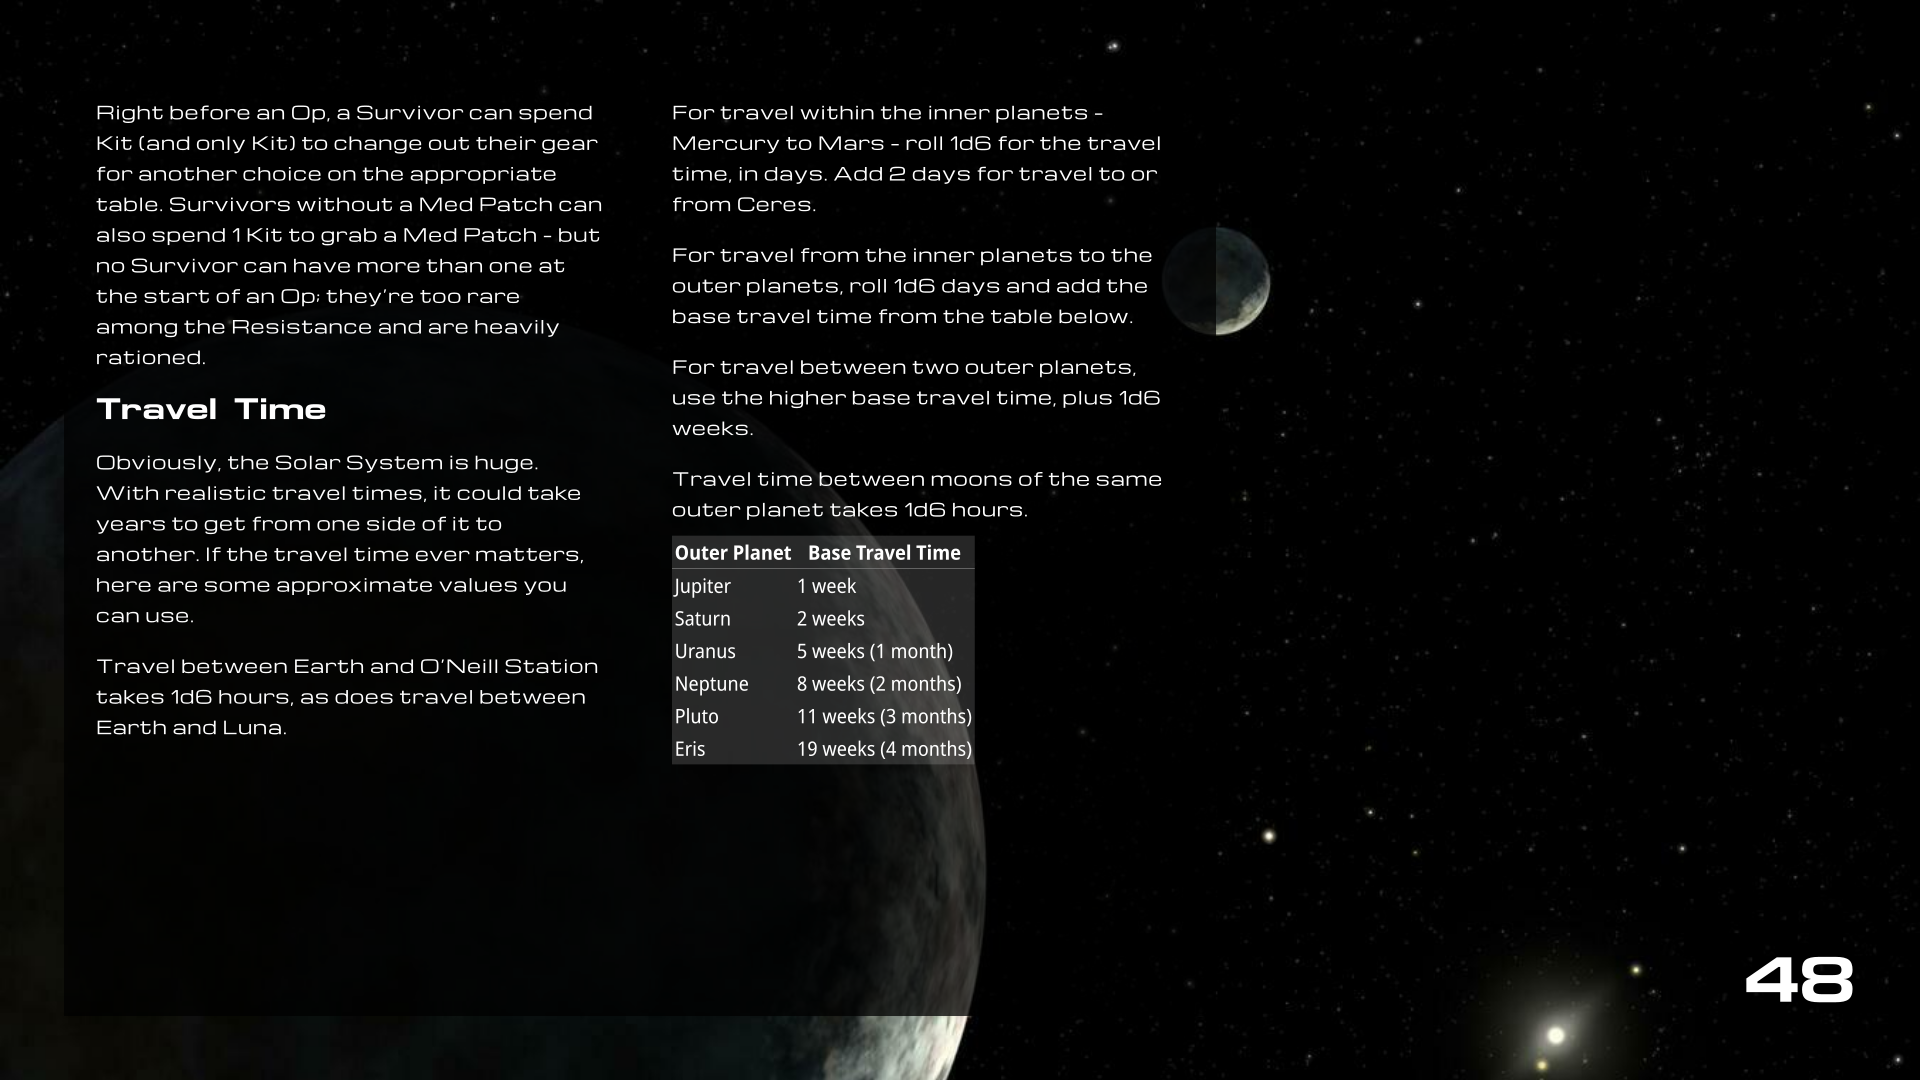 Right before an Op, a Survivor can spend
Kit (and only Kit) to change out their gear
for another choice on the appropriate
table. Survivors without a Med Patch can
also spend 1 Kit to grab a Med Patch - but
no Survivor can have more than one at
the start of an Op; they're too rare
among the Resistance and are heavily
rationed.
Travel Time
Obviously, the Solar System is huge.
With realistic travel times, it could take
years to get from one side of it to
another. If the travel time ever matters,
here are some approximate values you
can use.
Travel between Earth and O'Neill Station
takes 1d6 hours, as does travel between
Earth and Luna.
For travel within the inner planets -
Mercury to Mars - roll 1d6 for the travel
time, in days. Add 2 days for travel to or
from Ceres.
For travel from the inner planets to the
outer planets, roll 1d6 days and add the
base travel time from the table below.
For travel between two outer planets,
use the higher base travel time, plus 1d6
weeks.
Travel time between moons of the same
outer planet takes 1d6 hours.
Outer Planet Base Travel Time
Jupiter 1 week
Saturn 2 weeks
Uranus 5 weeks (1 month)
Neptune 8 weeks (2 months)
Pluto 11 weeks (3 months)
Eris 19 weeks (4 months)
48